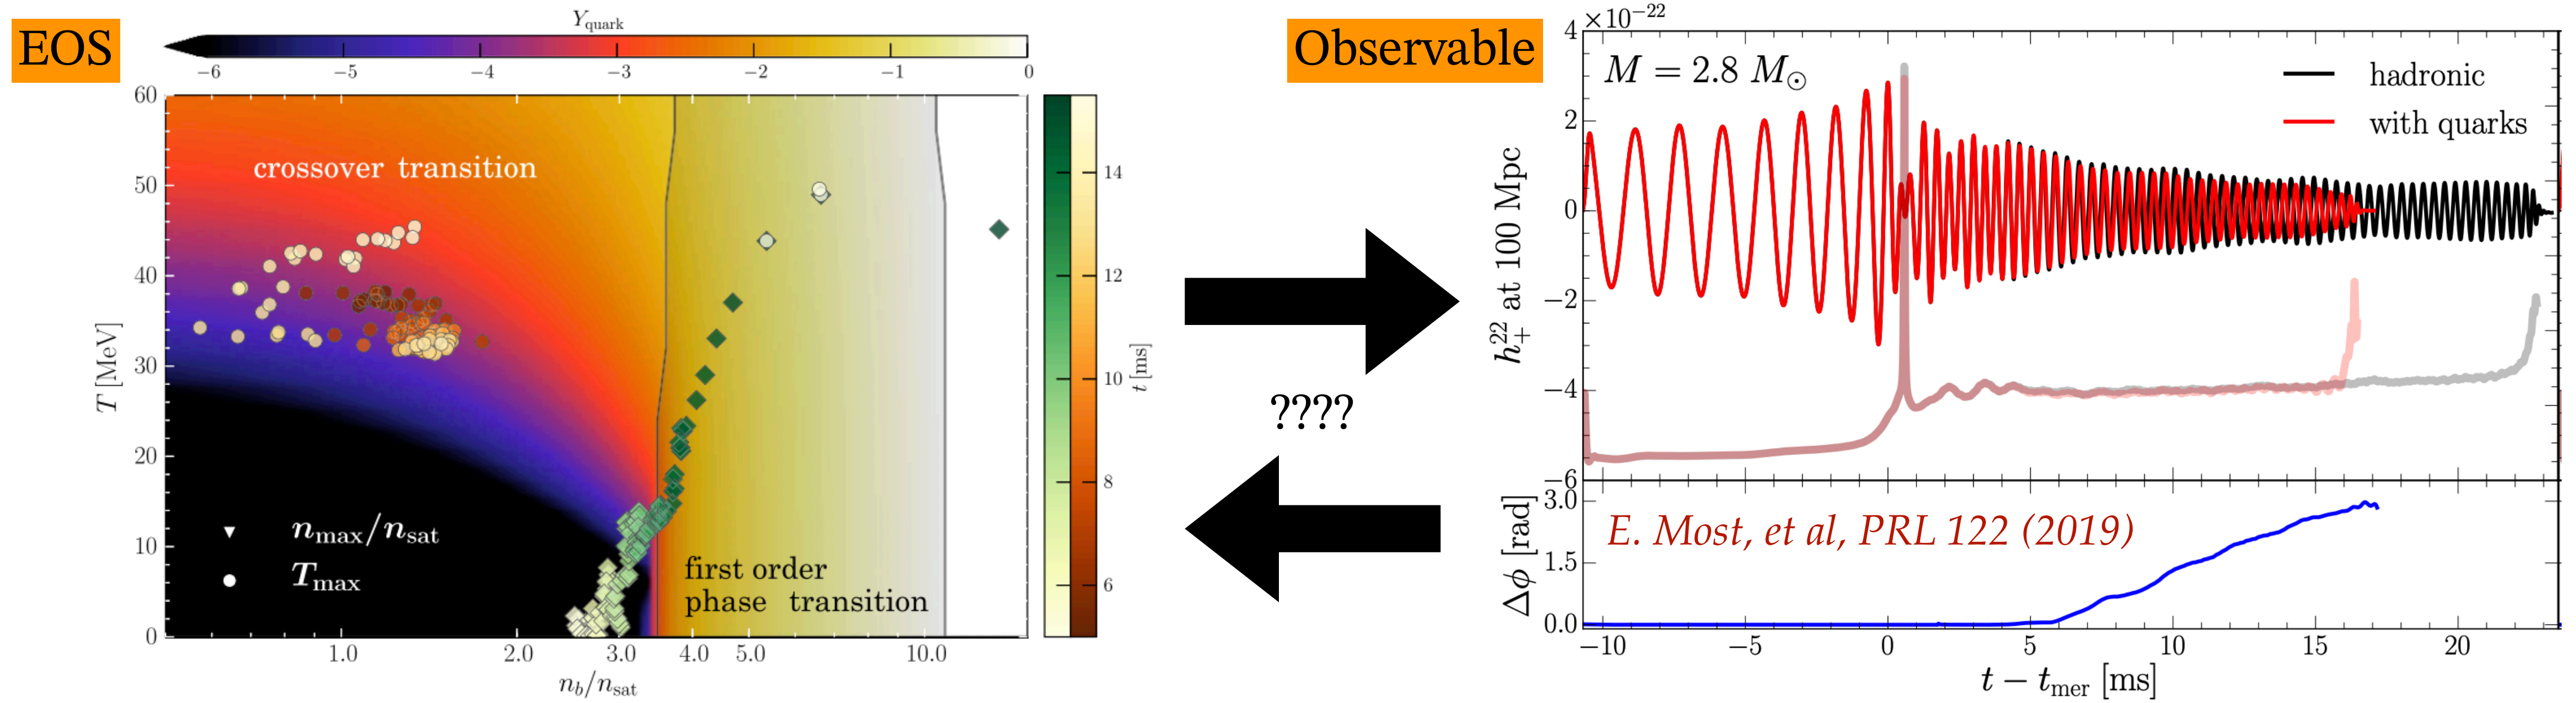 EOS
Y_quark
−6 −5 −4 −3 −2 −1 0
60
50
40
30
20
10
0
T [MeV]
crossover transition
n_max/n_sat
T_max
first order
phase transition
1.0 2.0 3.0 4.0 5.0 10.0
n_b/n_sat
14
12
10
8
6
t [ms]
????
Observable
×10−22
4
2
0
−2
−4
−6
h_+^22 at 100 Mpc
M = 2.8 M⊙
hadronic
with quarks
3.0
1.5
0.0
Δϕ [rad]
E. Most, et al, PRL 122 (2019)
−10 −5 0 5 10 15 20
t − t_mer [ms]